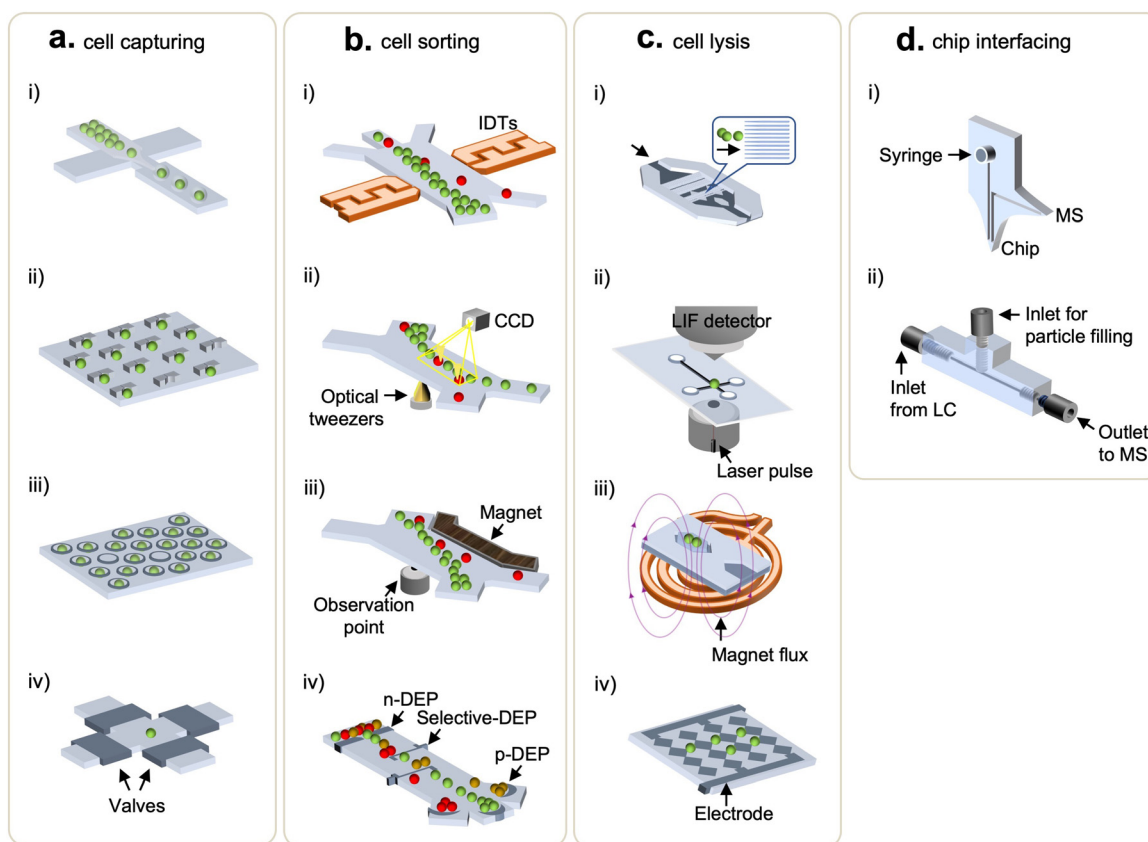 a. cell capturing
i)
ii)
iii)
iv)
Valves
b. cell sorting
i)
IDTs
ii)
CCD
Optical
tweezers
iii)
Magnet
Observation
point
iv)
n-DEP
Selective-DEP
p-DEP
c. cell lysis
i)
ii)
LIF detector
Laser pulse
iii)
Magnet flux
iv)
Electrode
d. chip interfacing
i)
Syringe
MS
Chip
ii)
Inlet for
particle filling
Inlet
from LC
Outlet
to MS